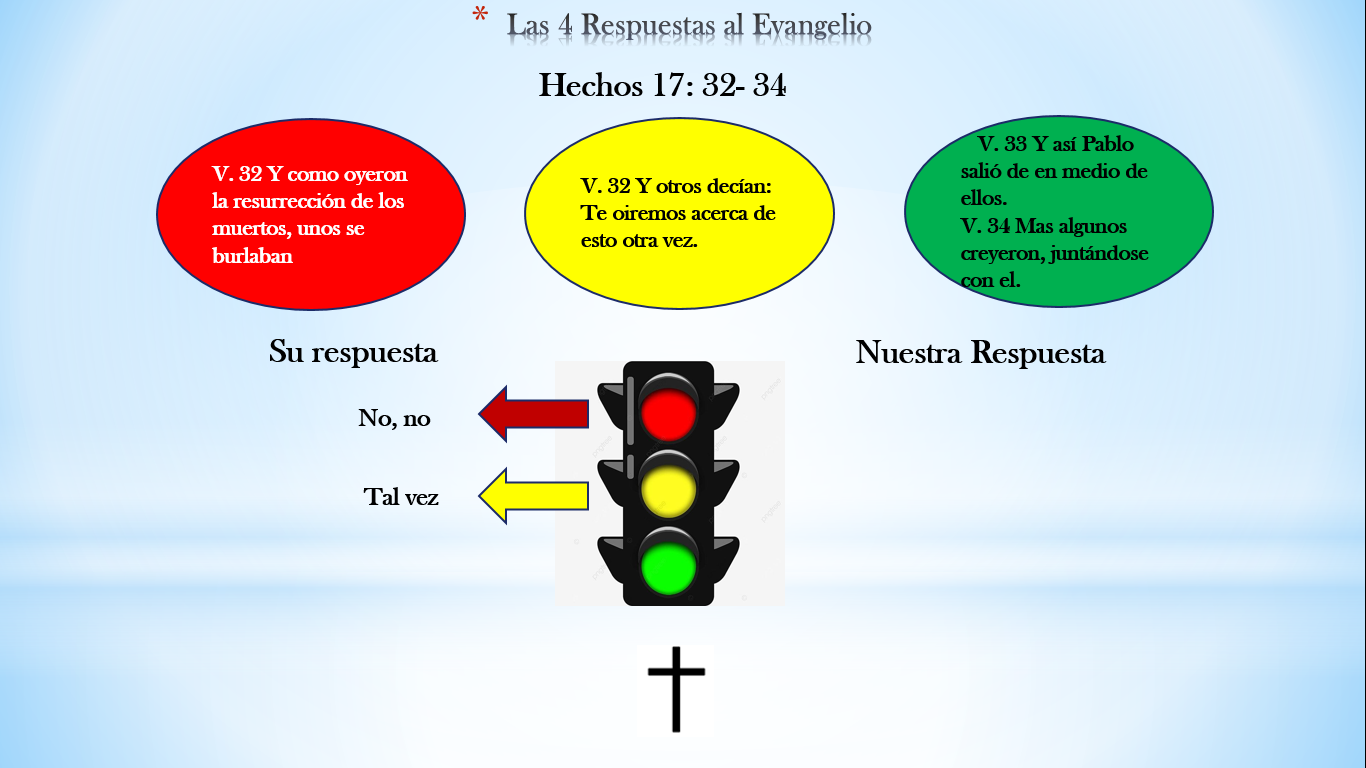 * Las 4 Respuestas al Evangelio
Hechos 17: 32- 34
V. 32 Y como oyeron
la resurrección de los
muertos, unos se
burlaban
V. 32 Y otros decían:
Te oiremos acerca de
esto otra vez.
V. 33 Y así Pablo
salió de en medio de
ellos.
V. 34 Mas algunos
creyeron, juntándose
con el.
Su respuesta
Nuestra Respuesta
No, no
Tal vez